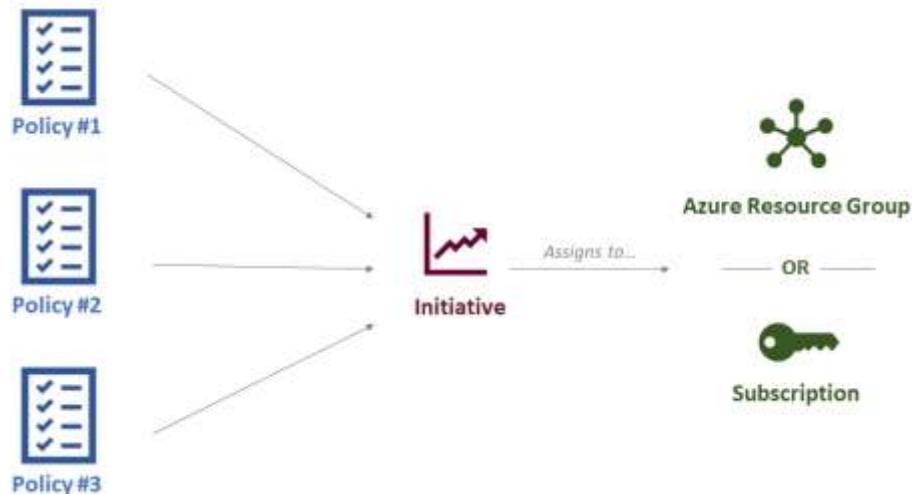 Policy #1
Policy #2
Policy #3
Initiative
Assigns to...
Azure Resource Group
OR
Subscription